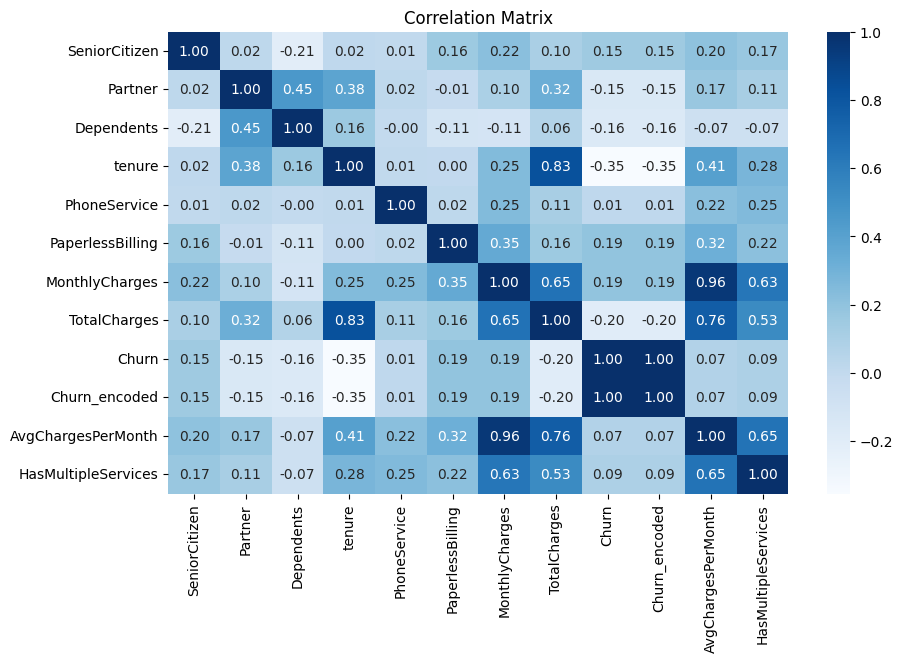 Correlation Matrix
SeniorCitizen 1.00 0.02 -0.21 0.02 0.01 0.16 0.22 0.10 0.15 0.15 0.20 0.17
Partner 0.02 1.00 0.45 0.38 0.02 -0.01 0.10 0.32 -0.15 -0.15 0.17 0.11
Dependents -0.21 0.45 1.00 0.16 -0.00 -0.11 -0.11 0.06 -0.16 -0.16 -0.07 -0.07
tenure 0.02 0.38 0.16 1.00 0.01 0.00 0.25 0.83 -0.35 -0.35 0.41 0.28
PhoneService 0.01 0.02 -0.00 0.01 1.00 0.02 0.25 0.11 0.01 0.01 0.22 0.25
PaperlessBilling 0.16 -0.01 -0.11 0.00 0.02 1.00 0.35 0.16 0.19 0.19 0.32 0.22
MonthlyCharges 0.22 0.10 -0.11 0.25 0.25 0.35 1.00 0.65 0.19 0.19 0.96 0.63
TotalCharges 0.10 0.32 0.06 0.83 0.11 0.16 0.65 1.00 -0.20 -0.20 0.76 0.53
Churn 0.15 -0.15 -0.16 -0.35 0.01 0.19 0.19 -0.20 1.00 1.00 0.07 0.09
Churn_encoded 0.15 -0.15 -0.16 -0.35 0.01 0.19 0.19 -0.20 1.00 1.00 0.07 0.09
AvgChargesPerMonth 0.20 0.17 -0.07 0.41 0.22 0.32 0.96 0.76 0.07 0.07 1.00 0.65
HasMultipleServices 0.17 0.11 -0.07 0.28 0.25 0.22 0.63 0.53 0.09 0.09 0.65 1.00
SeniorCitizen
Partner
Dependents
tenure
PhoneService
PaperlessBilling
MonthlyCharges
TotalCharges
Churn
Churn_encoded
AvgChargesPerMonth
HasMultipleServices
1.0
0.8
0.6
0.4
0.2
0.0
−0.2